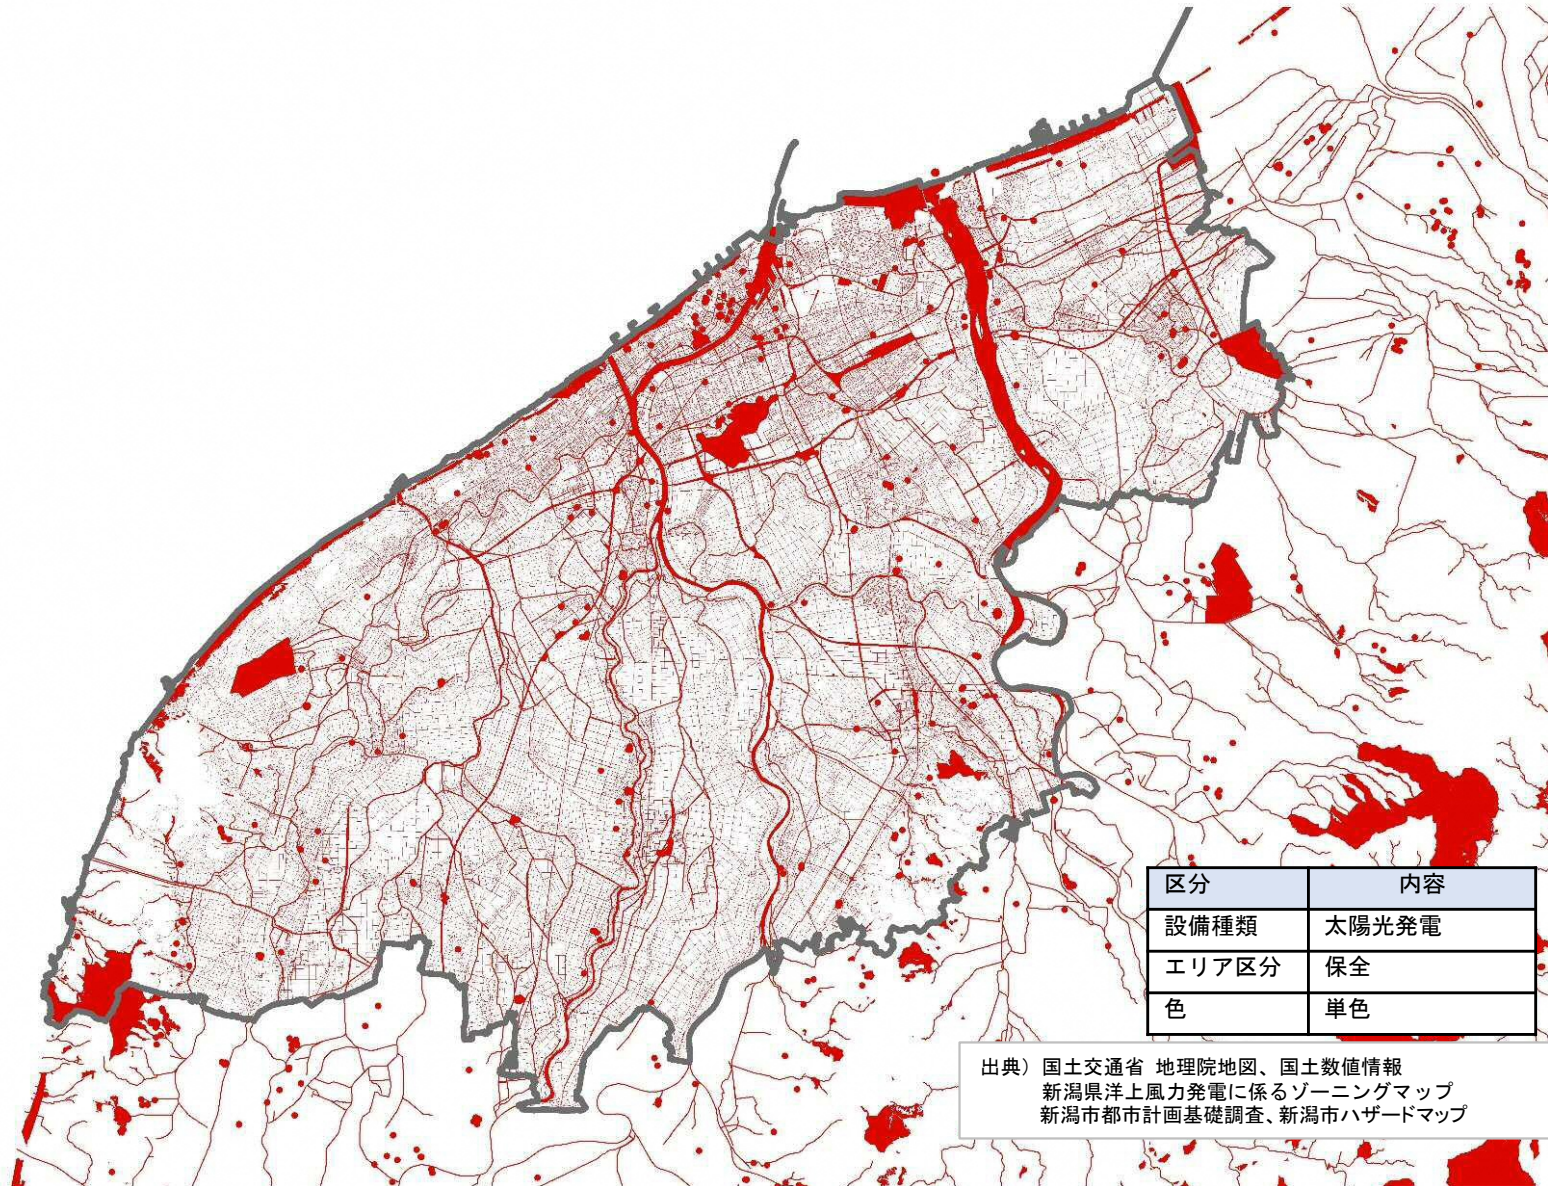 区分 内容
設備種類 太陽光発電
エリア区分 保全
色 単色
出典）国土交通省 地理院地図、国土数値情報
新潟県洋上風力発電に係るゾーニングマップ
新潟市都市計画基礎調査、新潟市ハザードマップ